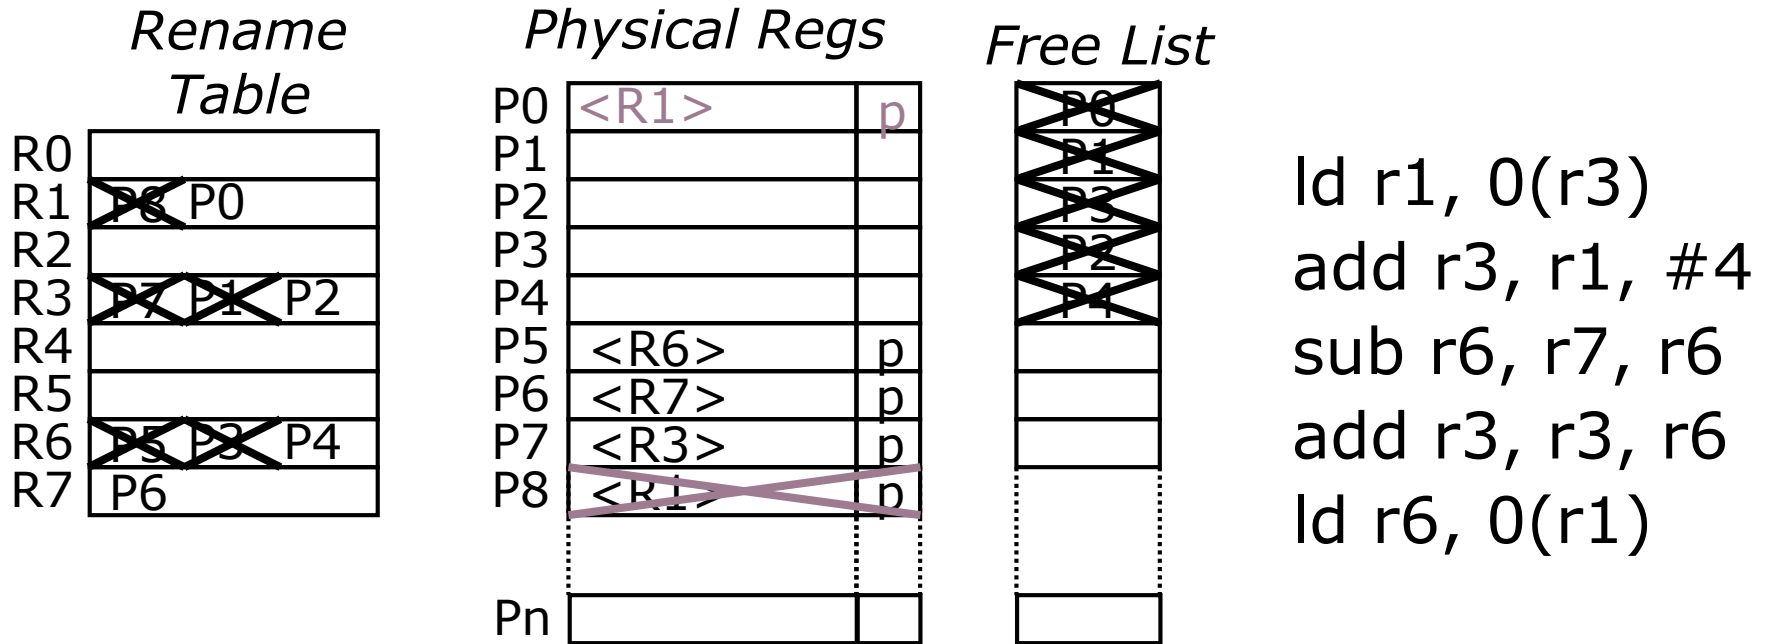 Rename
Table
R0
R1 P8 P0
R2
R3 P7 P1 P2
R4
R5
R6 P5 P3 P4
R7 P6
Physical Regs
P0 <R1> p
P1
P2
P3
P4
P5 <R6> p
P6 <R7> p
P7 <R3> p
P8 <R1> p
Pn
Free List
P0
P1
P3
P2
P4
ld r1, 0(r3)
add r3, r1, #4
sub r6, r7, r6
add r3, r3, r6
ld r6, 0(r1)